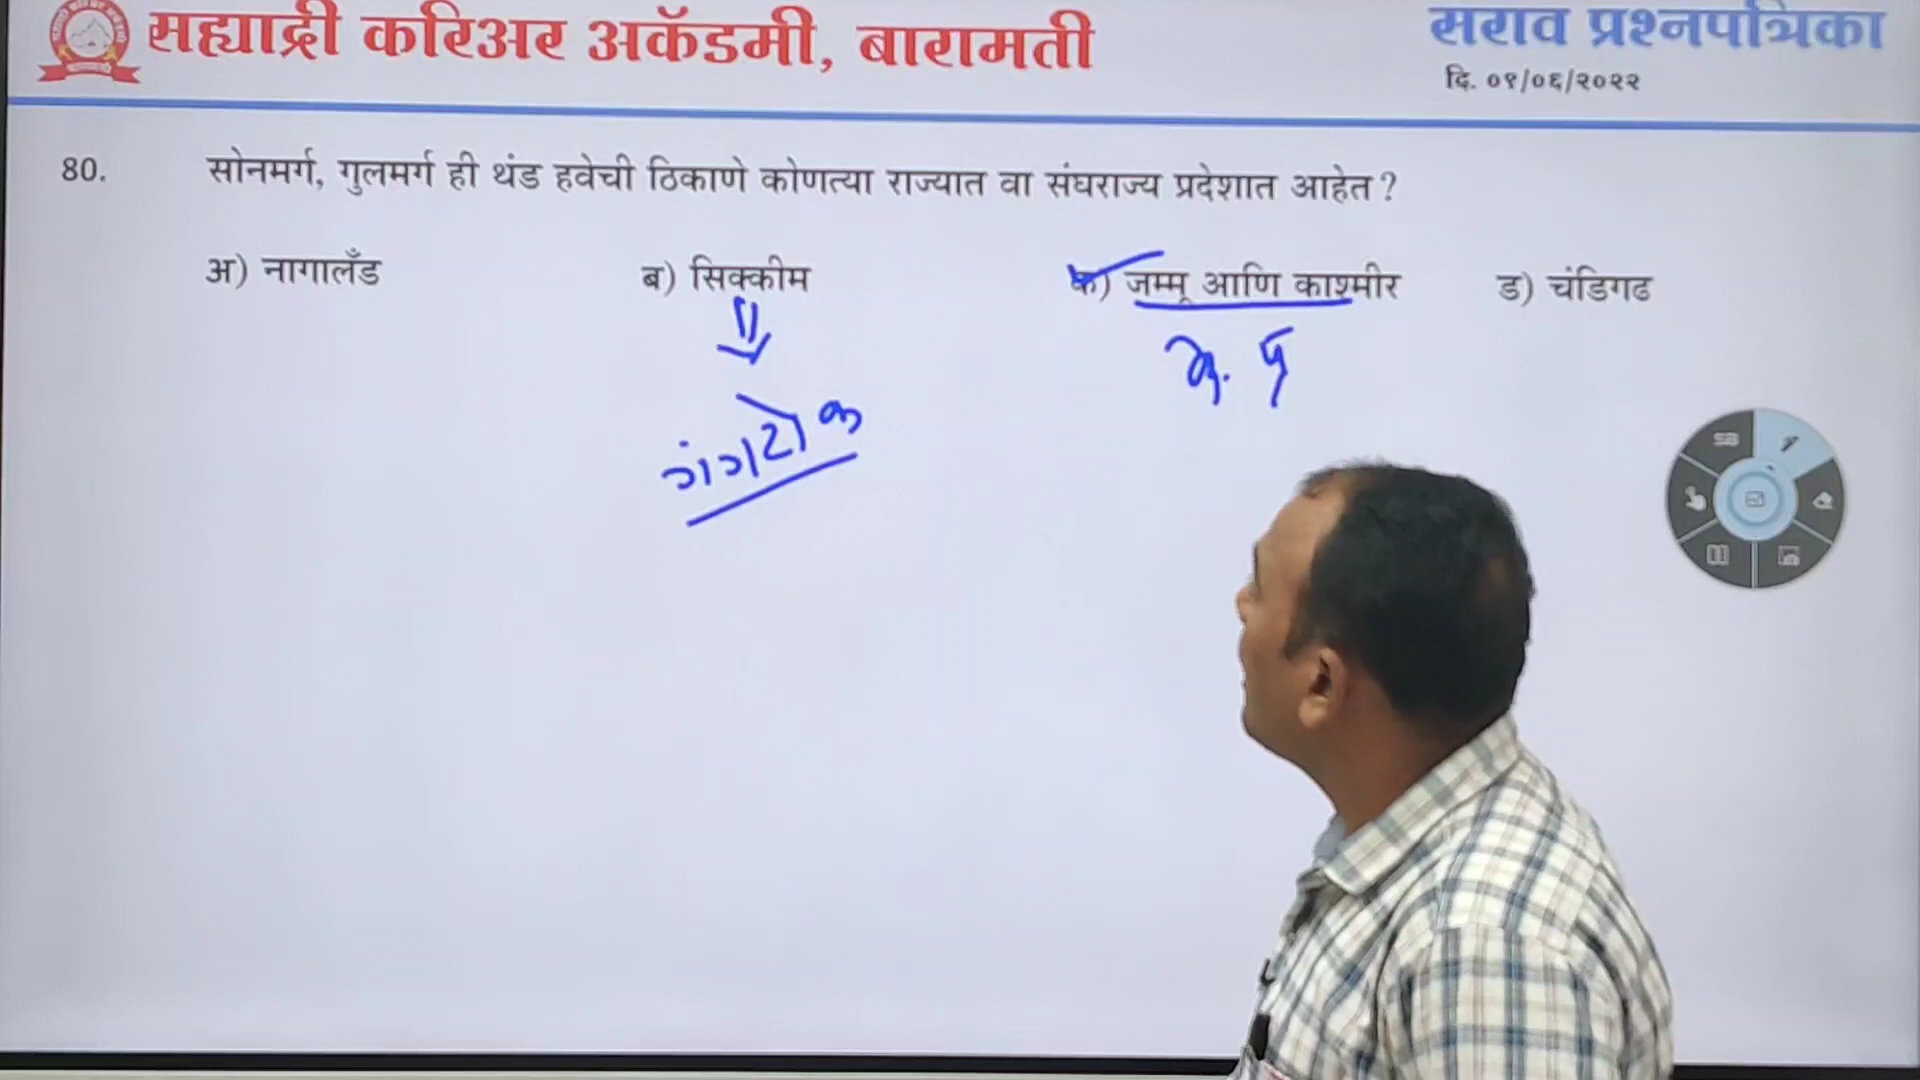 सह्याद्री करिअर अकॅडमी, बारामती
सराव प्रश्नपत्रिका
दि. ०९/०६/२०२२
80. सोनमर्ग, गुलमर्ग ही थंड हवेची ठिकाणे कोणत्या राज्यात वा संघराज्य प्रदेशात आहेत ?
अ) नागालँड ब) सिक्कीम क) जम्मू आणि काश्मीर ड) चंडिगढ
के. प्र
गंगटोक